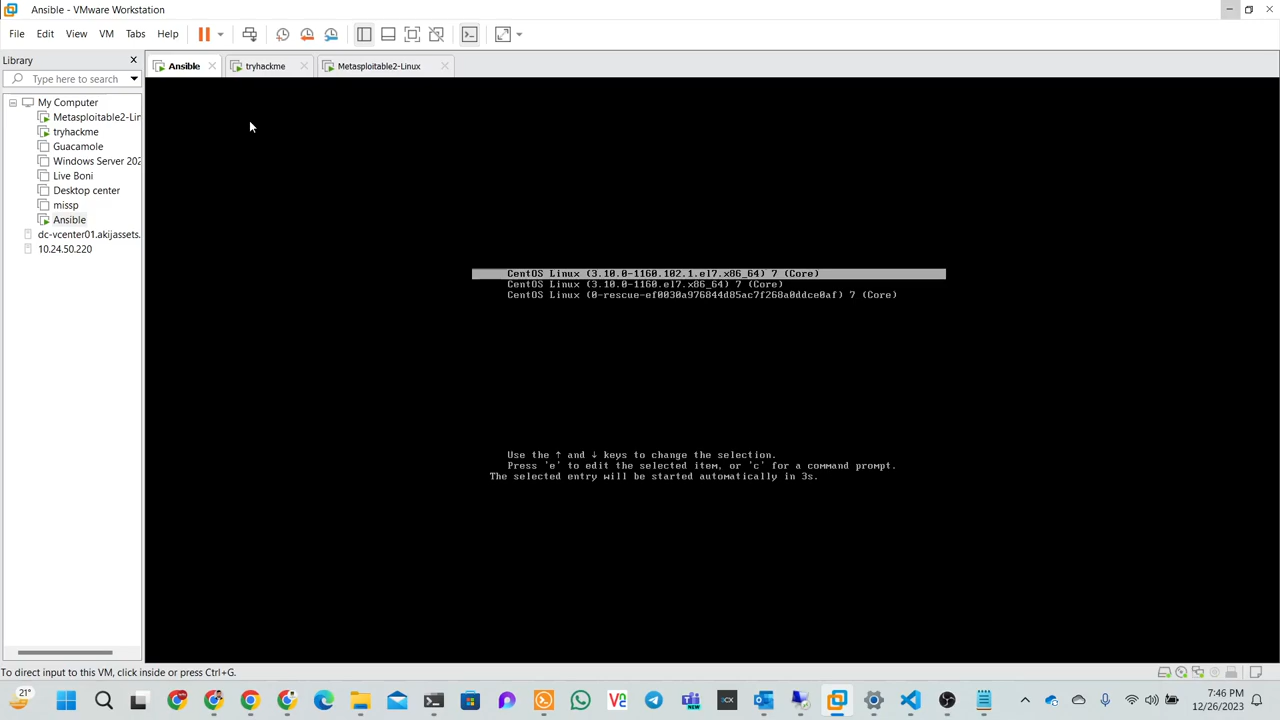 Ansible - VMware Workstation
File Edit View VM Tabs Help
Library
Type here to search
Ansible
tryhackme
Metasploitable2-Linux
My Computer
Metasploitable2-Lir
tryhackme
Guacamole
Windows Server 202
Live Boni
Desktop center
missp
Ansible
dc-vcenter01.akijassets.
10.24.50.220
CentOS Linux (3.10.0-1160.102.1.el7.x86_64) 7 (Core)
CentOS Linux (3.10.0-1160.el7.x86_64) 7 (Core)
CentOS Linux (0-rescue-ef0030a976844d85ac7f268a0ddce0af) 7 (Core)
Use the ↑ and ↓ keys to change the selection.
Press 'e' to edit the selected item, or 'c' for a command prompt.
The selected entry will be started automatically in 3s.
To direct input to this VM, click inside or press Ctrl+G.
21°
7:46 PM
12/26/2023